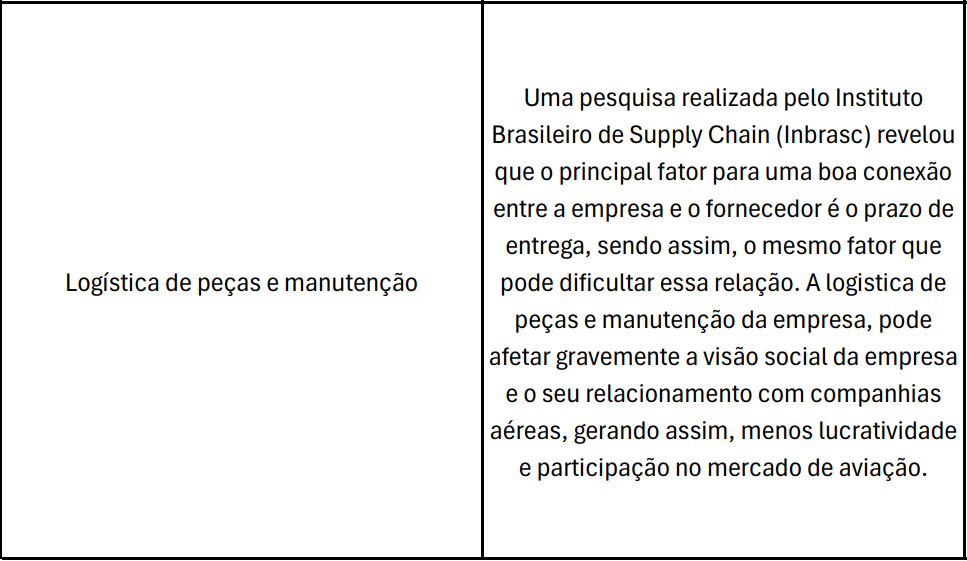 Logística de peças e manutenção
Uma pesquisa realizada pelo Instituto
Brasileiro de Supply Chain (Inbrasc) revelou
que o principal fator para uma boa conexão
entre a empresa e o fornecedor é o prazo de
entrega, sendo assim, o mesmo fator que
pode dificultar essa relação. A logistica de
peças e manutenção da empresa, pode
afetar gravemente a visão social da empresa
e o seu relacionamento com companhias
aéreas, gerando assim, menos lucratividade
e participação no mercado de aviação.